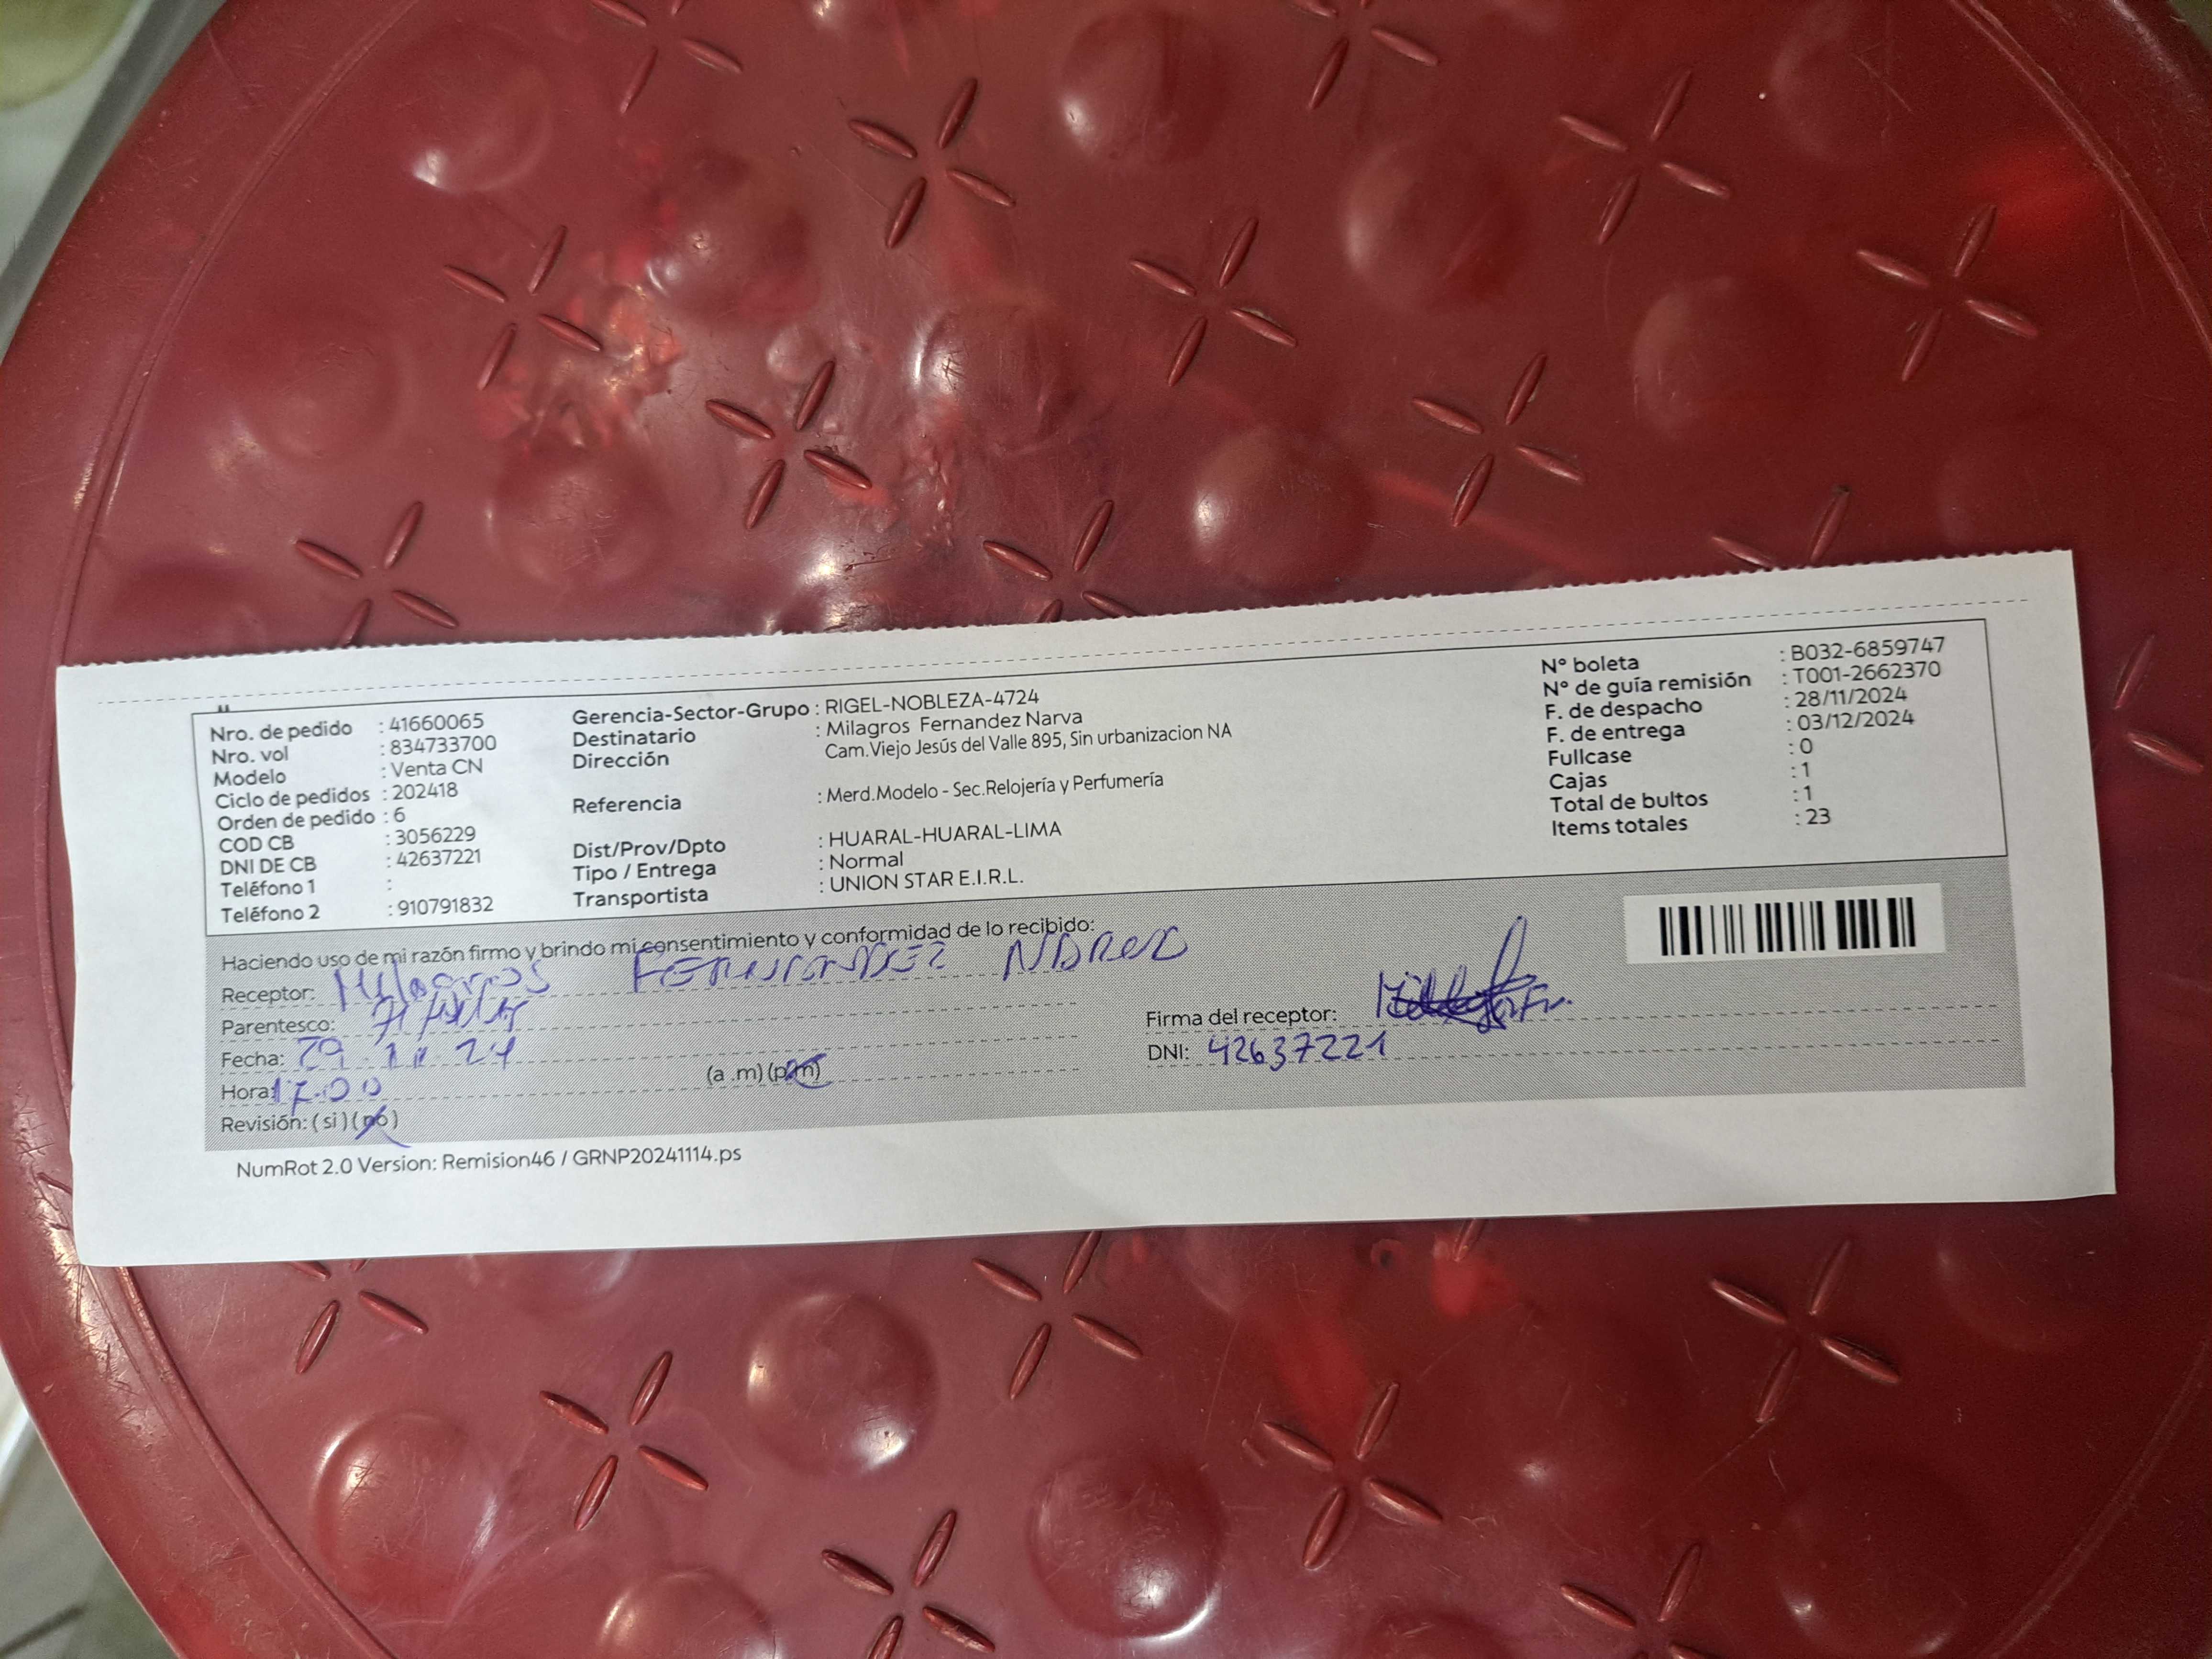 Nro. de pedido : 41660065
Nro. vol : 834733700
Modelo : Venta CN
Ciclo de pedidos : 202418
Orden de pedido : 6
COD CB : 3056229
DNI DE CB : 42637221
Teléfono 1 :
Teléfono 2 : 910791832
Gerencia-Sector-Grupo : RIGEL-NOBLEZA-4724
Destinatario : Milagros Fernandez Narva
Dirección Cam.Viejo Jesús del Valle 895, Sin urbanizacion NA
Referencia : Merd.Modelo - Sec.Relojería y Perfumería
Dist/Prov/Dpto : HUARAL-HUARAL-LIMA
Tipo / Entrega : Normal
Transportista : UNION STAR E.I.R.L.
N° boleta : B032-6859747
N° de guía remisión : T001-2662370
F. de despacho : 28/11/2024
F. de entrega : 03/12/2024
Fullcase : 0
Cajas : 1
Total de bultos : 1
Items totales : 23
Haciendo uso de mi razón firmo y brindo mi consentimiento y conformidad de lo recibido:
Receptor: Milagros FERNANDEZ
Parentesco:
Fecha: 29. 11. 24
Hora: 17.00 (a .m) (p.m)
Revisión: ( si ) ( no )
Firma del receptor:
DNI: 42637221
NumRot 2.0 Version: Remision46 / GRNP20241114.ps